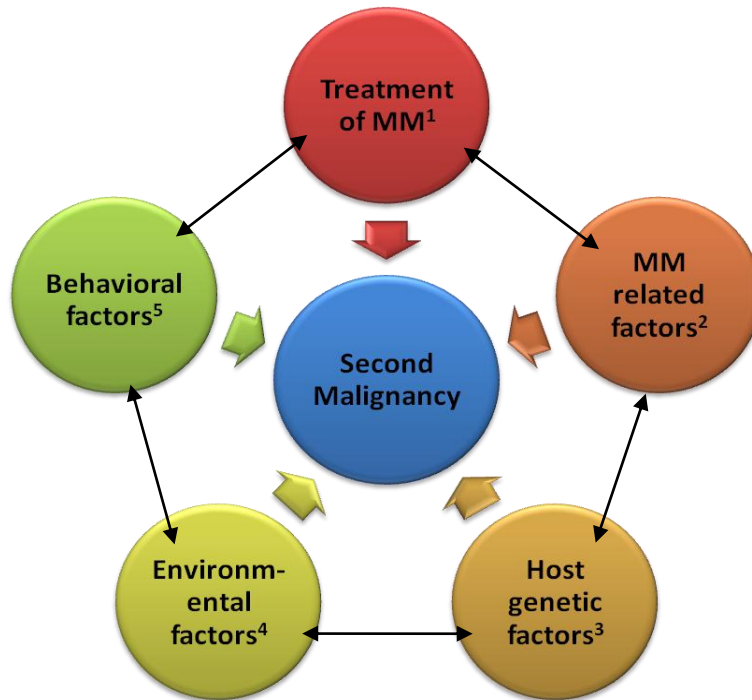 Treatment
of MM¹
MM
related
factors²
Host
genetic
factors³
Environm-
ental
factors⁴
Behavioral
factors⁵
Second
Malignancy